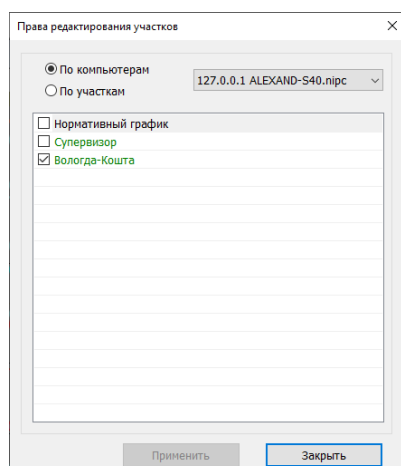 Права редактирования участков
По компьютерам
127.0.0.1 ALEXAND-S40.nipc
По участкам
Нормативный график
Супервизор
Вологда-Кошта
Применить
Закрыть